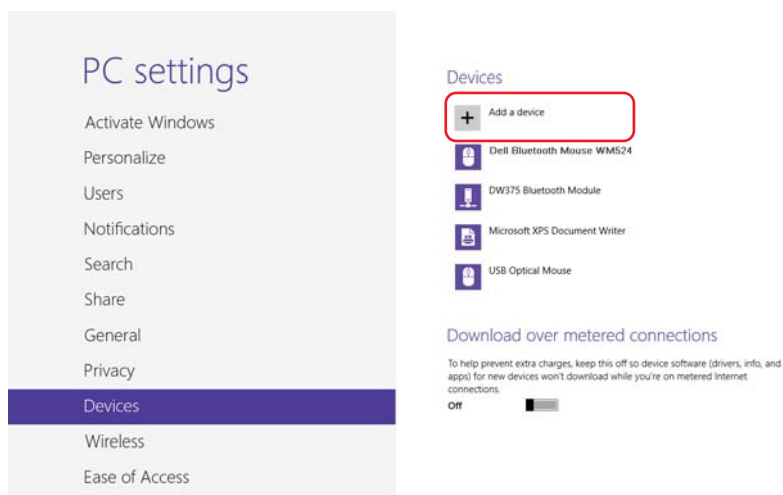 PC settings
Activate Windows
Personalize
Users
Notifications
Search
Share
General
Privacy
Devices
Wireless
Ease of Access
Devices
Add a device
Dell Bluetooth Mouse WM524
DW375 Bluetooth Module
Microsoft XPS Document Writer
USB Optical Mouse
Download over metered connections
To help prevent extra charges, keep this off so device software (drivers, info, and
apps) for new devices won't download while you're on metered Internet
connections.
Off